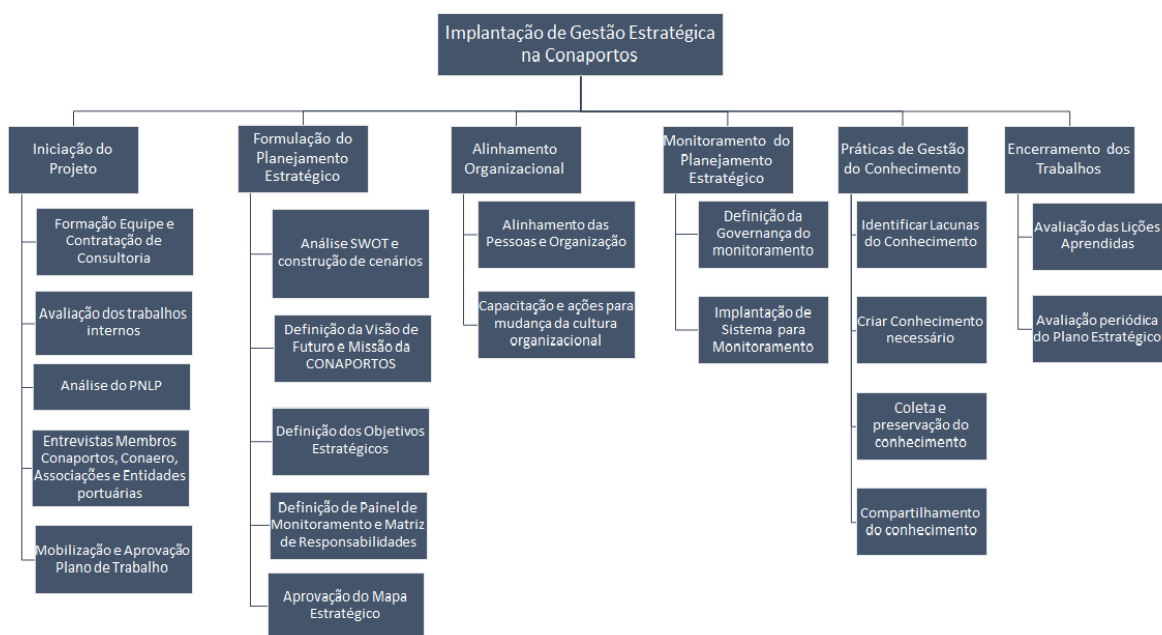 Implantação de Gestão Estratégica
na Conaportos
Iniciação do
Projeto
Formação Equipe e
Contratação de
Consultoria
Avaliação dos trabalhos
internos
Análise do PNLP
Entrevistas Membros
Conaportos, Conaero,
Associações e Entidades
portuárias
Mobilização e Aprovação
Plano de Trabalho
Formulação do
Planejamento
Estratégico
Análise SWOT e
construção de cenários
Definição da Visão de
Futuro e Missão da
CONAPORTOS
Definição dos Objetivos
Estratégicos
Definição de Painel de
Monitoramento e Matriz
de Responsabilidades
Aprovação do Mapa
Estratégico
Alinhamento
Organizacional
Alinhamento das
Pessoas e Organização
Capacitação e ações para
mudança da cultura
organizacional
Monitoramento do
Planejamento
Estratégico
Definição da
Governança do
monitoramento
Implantação de
Sistema para
Monitoramento
Práticas de Gestão
do Conhecimento
Identificar Lacunas
do Conhecimento
Criar Conhecimento
necessário
Coleta e
preservação do
conhecimento
Compartilhamento
do conhecimento
Encerramento dos
Trabalhos
Avaliação das Lições
Aprendidas
Avaliação periódica
do Plano Estratégico